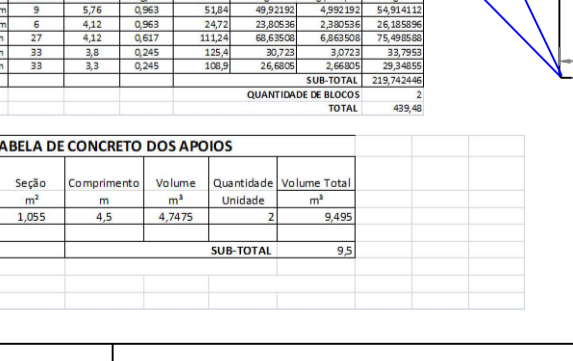 m 9 5,76 0,963 51,84 49,92192 4,992192 54,914112
m 6 4,12 0,963 24,72 23,80536 2,380536 26,185896
m 27 4,12 0,617 111,24 68,63508 6,863508 75,498588
m 33 3,8 0,245 125,4 30,723 3,0723 33,7953
m 33 3,3 0,245 108,9 26,6805 2,66805 29,34855
SUB-TOTAL 219,742446
QUANTIDADE DE BLOCOS 2
TOTAL 439,48
ABELA DE CONCRETO DOS APOIOS
Seção Comprimento Volume Quantidade Volume Total
m² m m³ Unidade m³
1,055 4,5 4,7475 2 9,495
SUB-TOTAL 9,5